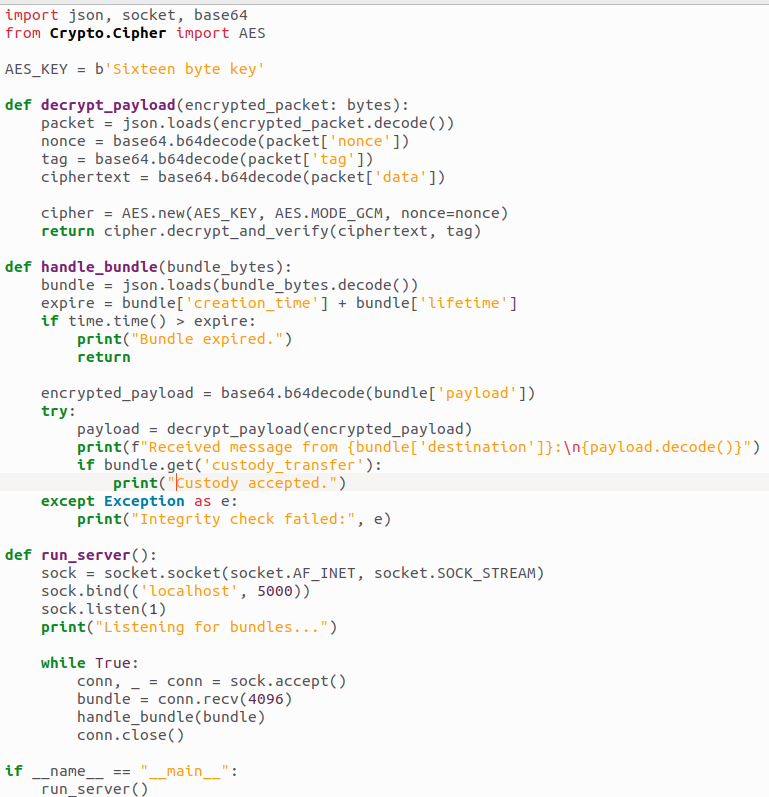 import json, socket, base64
from Crypto.Cipher import AES

AES_KEY = b'Sixteen byte key'

def decrypt_payload(encrypted_packet: bytes):
    packet = json.loads(encrypted_packet.decode())
    nonce = base64.b64decode(packet['nonce'])
    tag = base64.b64decode(packet['tag'])
    ciphertext = base64.b64decode(packet['data'])

    cipher = AES.new(AES_KEY, AES.MODE_GCM, nonce=nonce)
    return cipher.decrypt_and_verify(ciphertext, tag)

def handle_bundle(bundle_bytes):
    bundle = json.loads(bundle_bytes.decode())
    expire = bundle['creation_time'] + bundle['lifetime']
    if time.time() > expire:
        print("Bundle expired.")
        return

    encrypted_payload = base64.b64decode(bundle['payload'])
    try:
        payload = decrypt_payload(encrypted_payload)
        print(f"Received message from {bundle['destination']}:\n{payload.decode()}")
        if bundle.get('custody_transfer'):
            print("Custody accepted.")
    except Exception as e:
        print("Integrity check failed:", e)

def run_server():
    sock = socket.socket(socket.AF_INET, socket.SOCK_STREAM)
    sock.bind(('localhost', 5000))
    sock.listen(1)
    print("Listening for bundles...")

    while True:
        conn, _ = conn = sock.accept()
        bundle = conn.recv(4096)
        handle_bundle(bundle)
        conn.close()

if __name__ == "__main__":
    run_server()